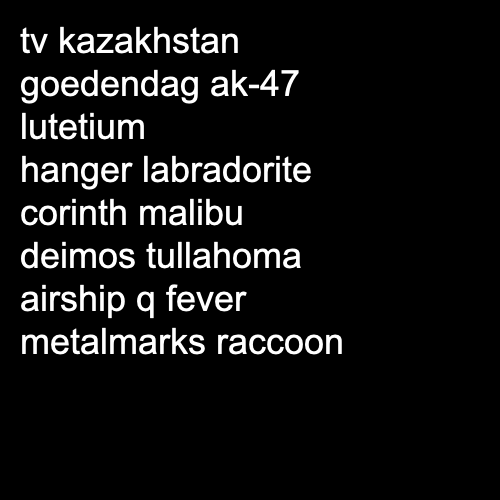 tv kazakhstan
goedendag ak-47
lutetium
hanger labradorite
corinth malibu
deimos tullahoma
airship q fever
metalmarks raccoon